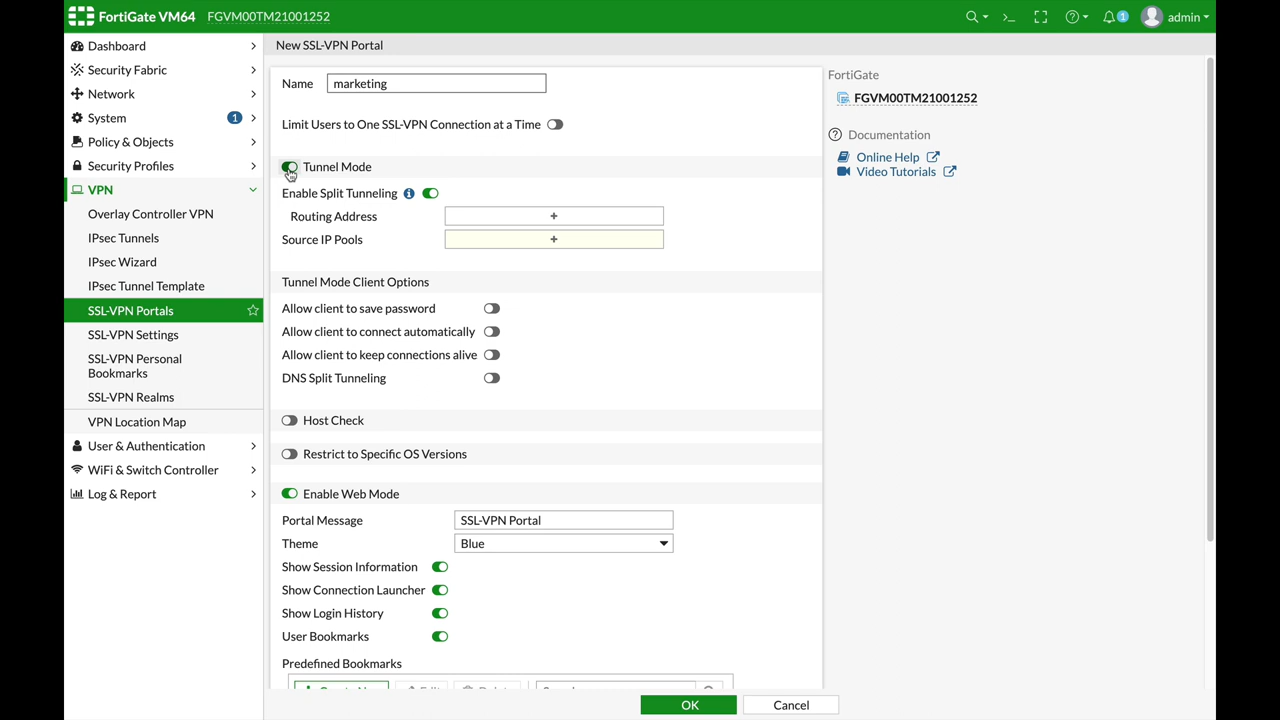 FortiGate VM64 FGVM00TM21001252
1 admin
Dashboard
Security Fabric
Network
System 1
Policy & Objects
Security Profiles
VPN
Overlay Controller VPN
IPsec Tunnels
IPsec Wizard
IPsec Tunnel Template
SSL-VPN Portals
SSL-VPN Settings
SSL-VPN Personal
Bookmarks
SSL-VPN Realms
VPN Location Map
User & Authentication
WiFi & Switch Controller
Log & Report
New SSL-VPN Portal
Name marketing
Limit Users to One SSL-VPN Connection at a Time
Tunnel Mode
Enable Split Tunneling
Routing Address +
Source IP Pools +
Tunnel Mode Client Options
Allow client to save password
Allow client to connect automatically
Allow client to keep connections alive
DNS Split Tunneling
Host Check
Restrict to Specific OS Versions
Enable Web Mode
Portal Message SSL-VPN Portal
Theme Blue
Show Session Information
Show Connection Launcher
Show Login History
User Bookmarks
Predefined Bookmarks
OK Cancel
FortiGate
FGVM00TM21001252
Documentation
Online Help
Video Tutorials